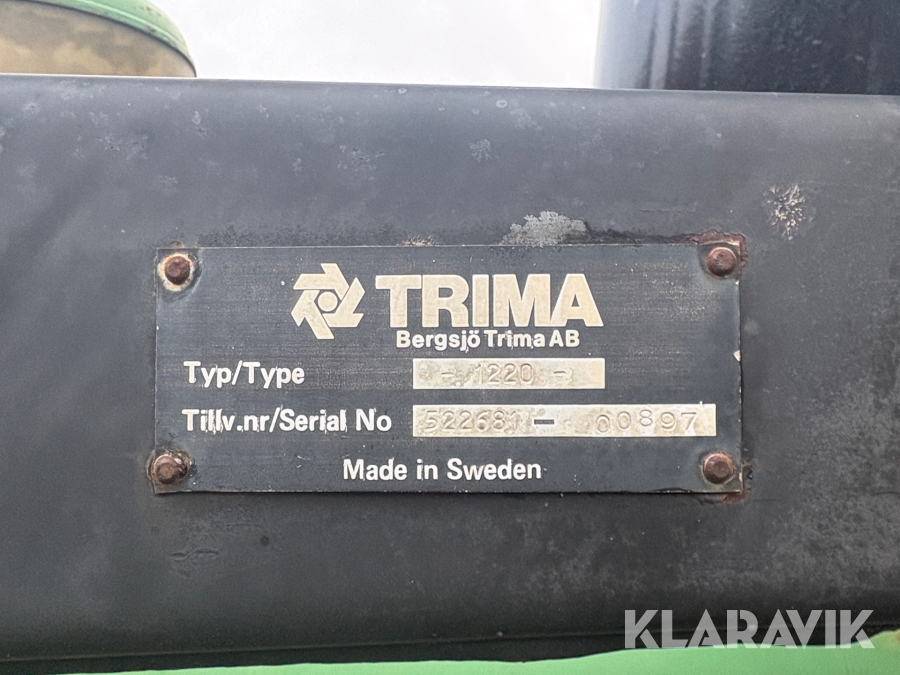 TRIMA
Bergsjö Trima AB
Typ/Type - 1220 -
Tillv.nr/Serial No 522681 - 00897
Made in Sweden
KLARAVIK